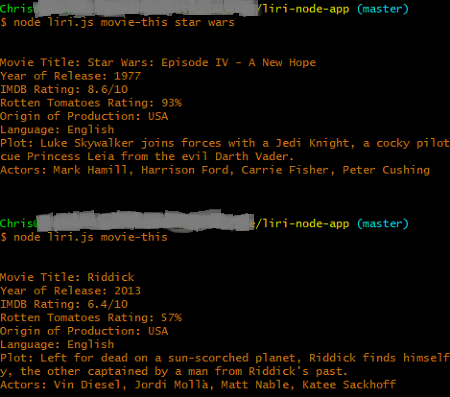 Chris /liri-node-app (master)
$ node liri.js movie-this star wars
Movie Title: Star Wars: Episode IV - A New Hope
Year of Release: 1977
IMDB Rating: 8.6/10
Rotten Tomatoes Rating: 93%
Origin of Production: USA
Language: English
Plot: Luke Skywalker joins forces with a Jedi Knight, a cocky pilot
cue Princess Leia from the evil Darth Vader.
Actors: Mark Hamill, Harrison Ford, Carrie Fisher, Peter Cushing
Chris@ /liri-node-app (master)
$ node liri.js movie-this
Movie Title: Riddick
Year of Release: 2013
IMDB Rating: 6.4/10
Rotten Tomatoes Rating: 57%
Origin of Production: USA
Language: English
Plot: Left for dead on a sun-scorched planet, Riddick finds himself
y, the other captained by a man from Riddick's past.
Actors: Vin Diesel, Jordi Mollà, Matt Nable, Katee Sackhoff